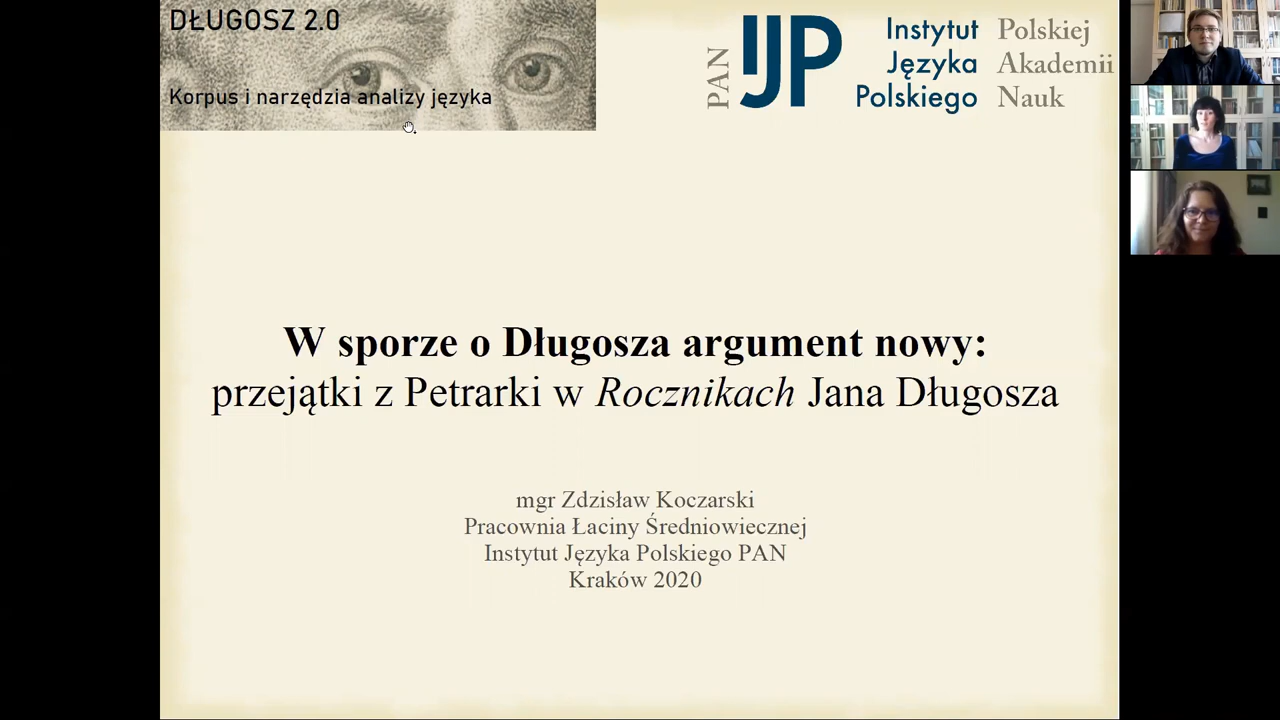 DŁUGOSZ 2.0
Korpus i narzędzia analizy języka
PAN
IJP
Instytut
Języka
Polskiego
Polskiej
Akademii
Nauk
W sporze o Długosza argument nowy:
przejątki z Petrarki w Rocznikach Jana Długosza
mgr Zdzisław Koczarski
Pracownia Łaciny Średniowiecznej
Instytut Języka Polskiego PAN
Kraków 2020